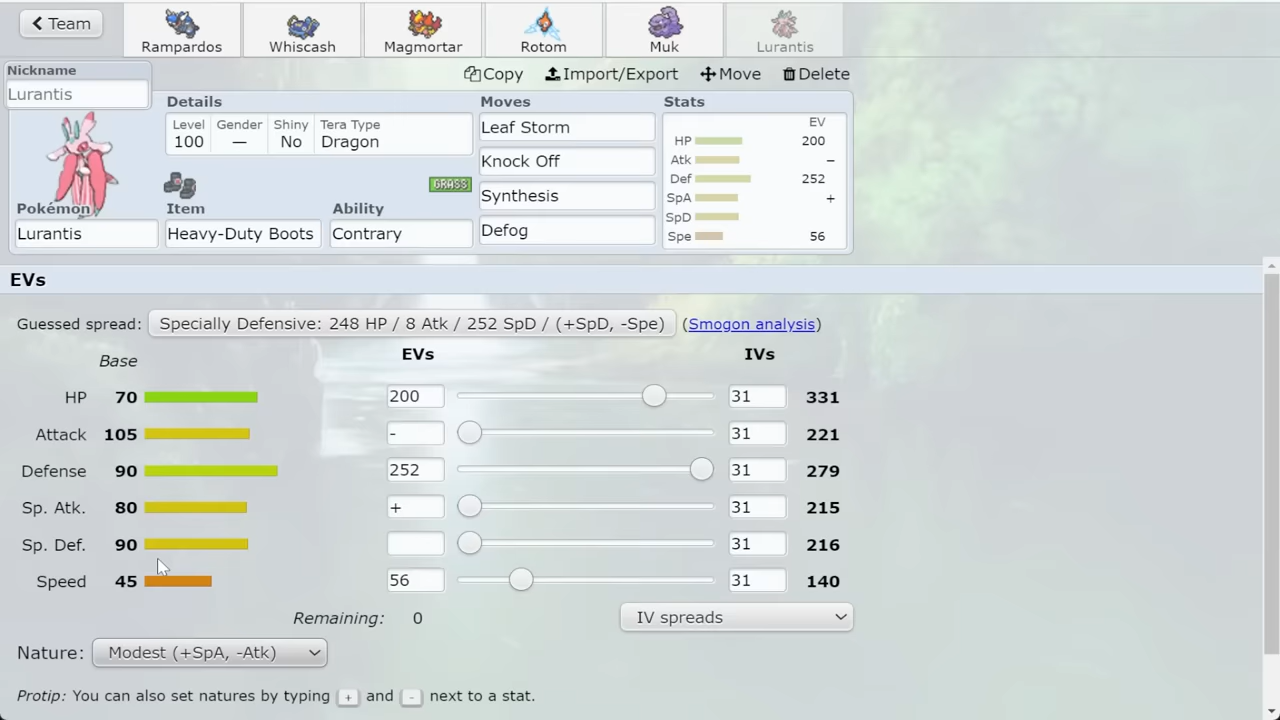 Team
Rampardos
Whiscash
Magmortar
Rotom
Muk
Lurantis
Copy Import/Export Move Delete
Nickname
Lurantis
Details
Level Gender Shiny Tera Type
100 — No Dragon
GRASS
Pokémon Item Ability
Lurantis Heavy-Duty Boots Contrary
Moves
Leaf Storm
Knock Off
Synthesis
Defog
Stats
EV
HP 200
Atk −
Def 252
SpA +
SpD
Spe 56
EVs
Guessed spread: Specially Defensive: 248 HP / 8 Atk / 252 SpD / (+SpD, -Spe) (Smogon analysis)
Base EVs IVs
HP 70 200 31 331
Attack 105 - 31 221
Defense 90 252 31 279
Sp. Atk. 80 + 31 215
Sp. Def. 90 31 216
Speed 45 56 31 140
Remaining: 0 IV spreads
Nature: Modest (+SpA, -Atk)
Protip: You can also set natures by typing + and - next to a stat.